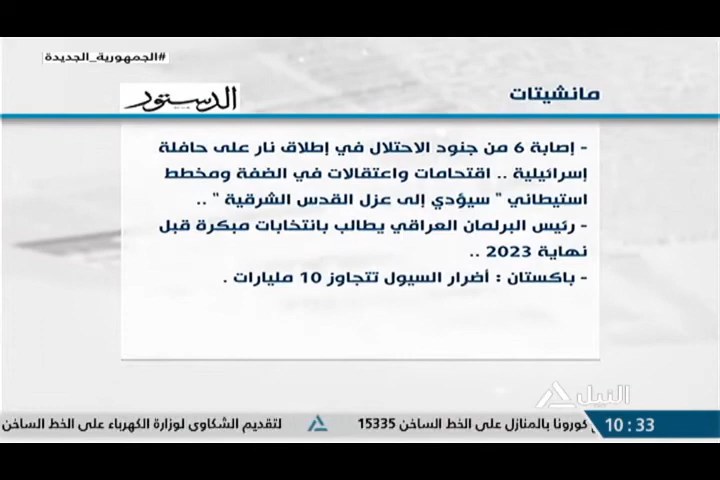 #الجمهورية_الجديدة
مانشيتات
الدستور
- إصابة 6 من جنود الاحتلال في إطلاق نار على حافلة
إسرائيلية .. اقتحامات واعتقالات في الضفة ومخطط
استيطاني " سيؤدي إلى عزل القدس الشرقية " ..
- رئيس البرلمان العراقي يطالب بانتخابات مبكرة قبل
نهاية 2023 ..
- باكستان : أضرار السيول تتجاوز 10 مليارات .
النيل
10 : 33
كورونا بالمنازل على الخط الساخن 15335
لتقديم الشكاوى لوزارة الكهرباء على الخط الساخن